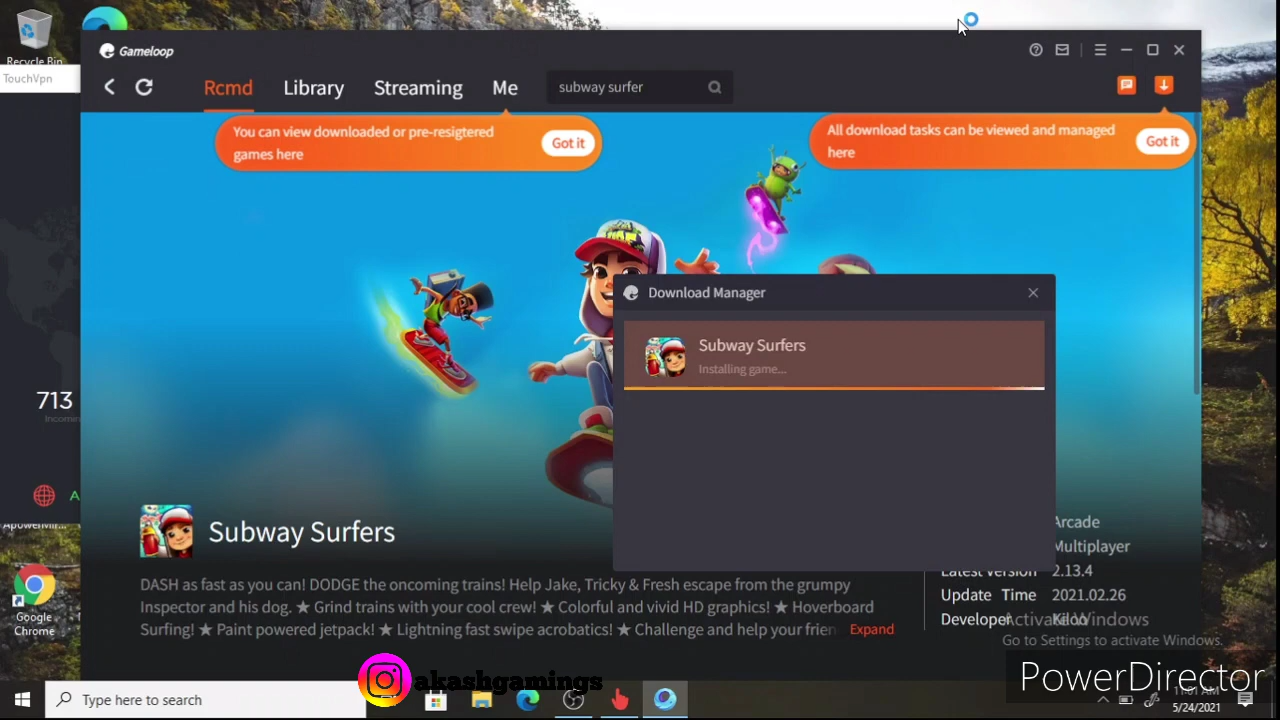 Recycle Bin
TouchVpn
Gameloop
Rcmd
Library
Streaming
Me
subway surfer
You can view downloaded or pre-resigtered
games here
Got it
All download tasks can be viewed and managed
here
Got it
Download Manager
Subway Surfers
Installing game...
713
Subway Surfers
DASH as fast as you can! DODGE the oncoming trains! Help Jake, Tricky & Fresh escape from the grumpy
Inspector and his dog. ★ Grind trains with your cool crew! ★ Colorful and vivid HD graphics! ★ Hoverboard
Surfing! ★ Paint powered jetpack! ★ Lightning fast swipe acrobatics! ★ Challenge and help your frien
Expand
Arcade
Multiplayer
Latest version 2.13.4
Update Time 2021.02.26
Developer Kiloo
Activate Windows
Go to Settings to activate Windows.
Google
Chrome
akashgamings
PowerDirector
Type here to search
11:01 AM
5/24/2021